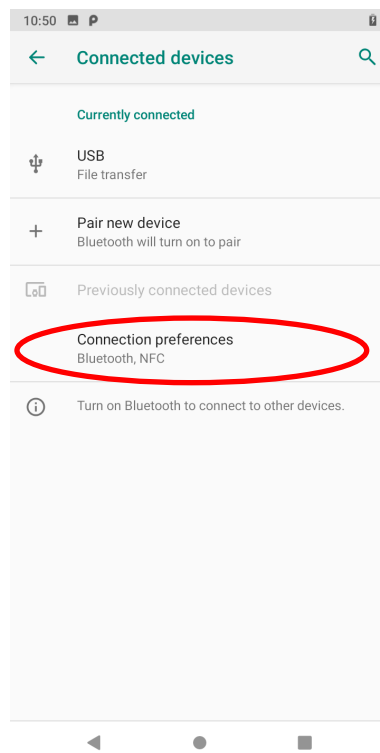 10:50
Connected devices
Currently connected
USB
File transfer
Pair new device
Bluetooth will turn on to pair
Previously connected devices
Connection preferences
Bluetooth, NFC
Turn on Bluetooth to connect to other devices.